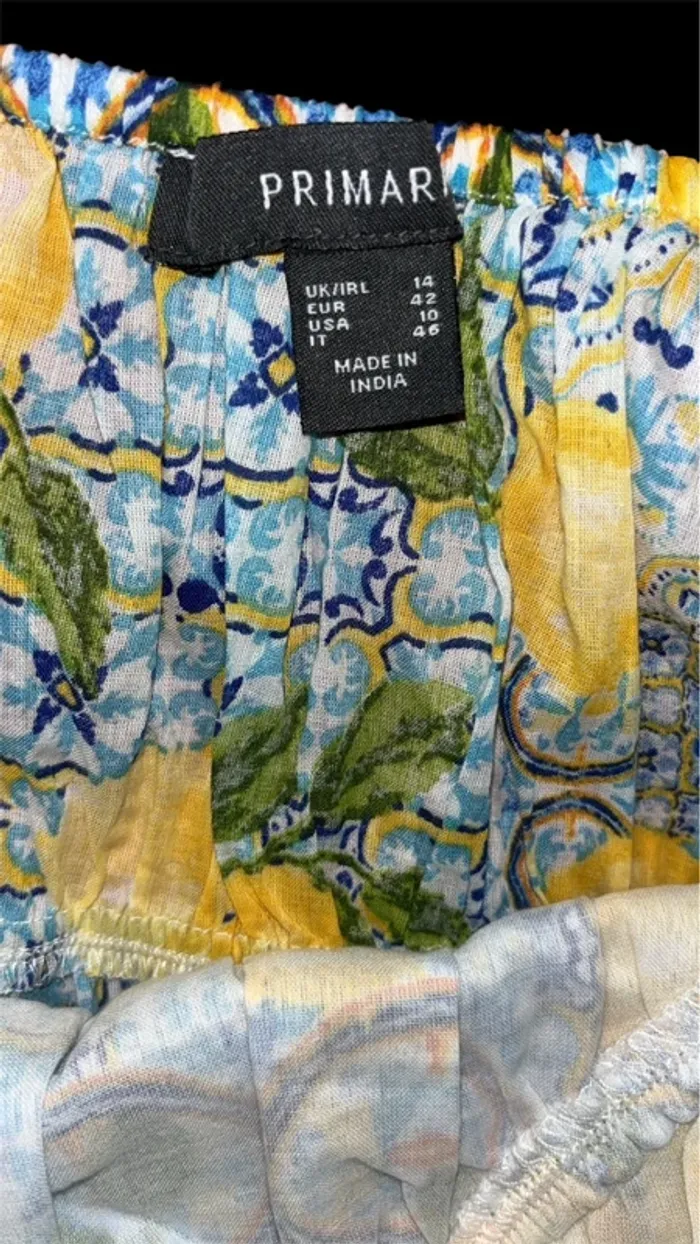 PRIMAR
UK/IRL 14
EUR 42
USA 10
IT 46
MADE IN
INDIA